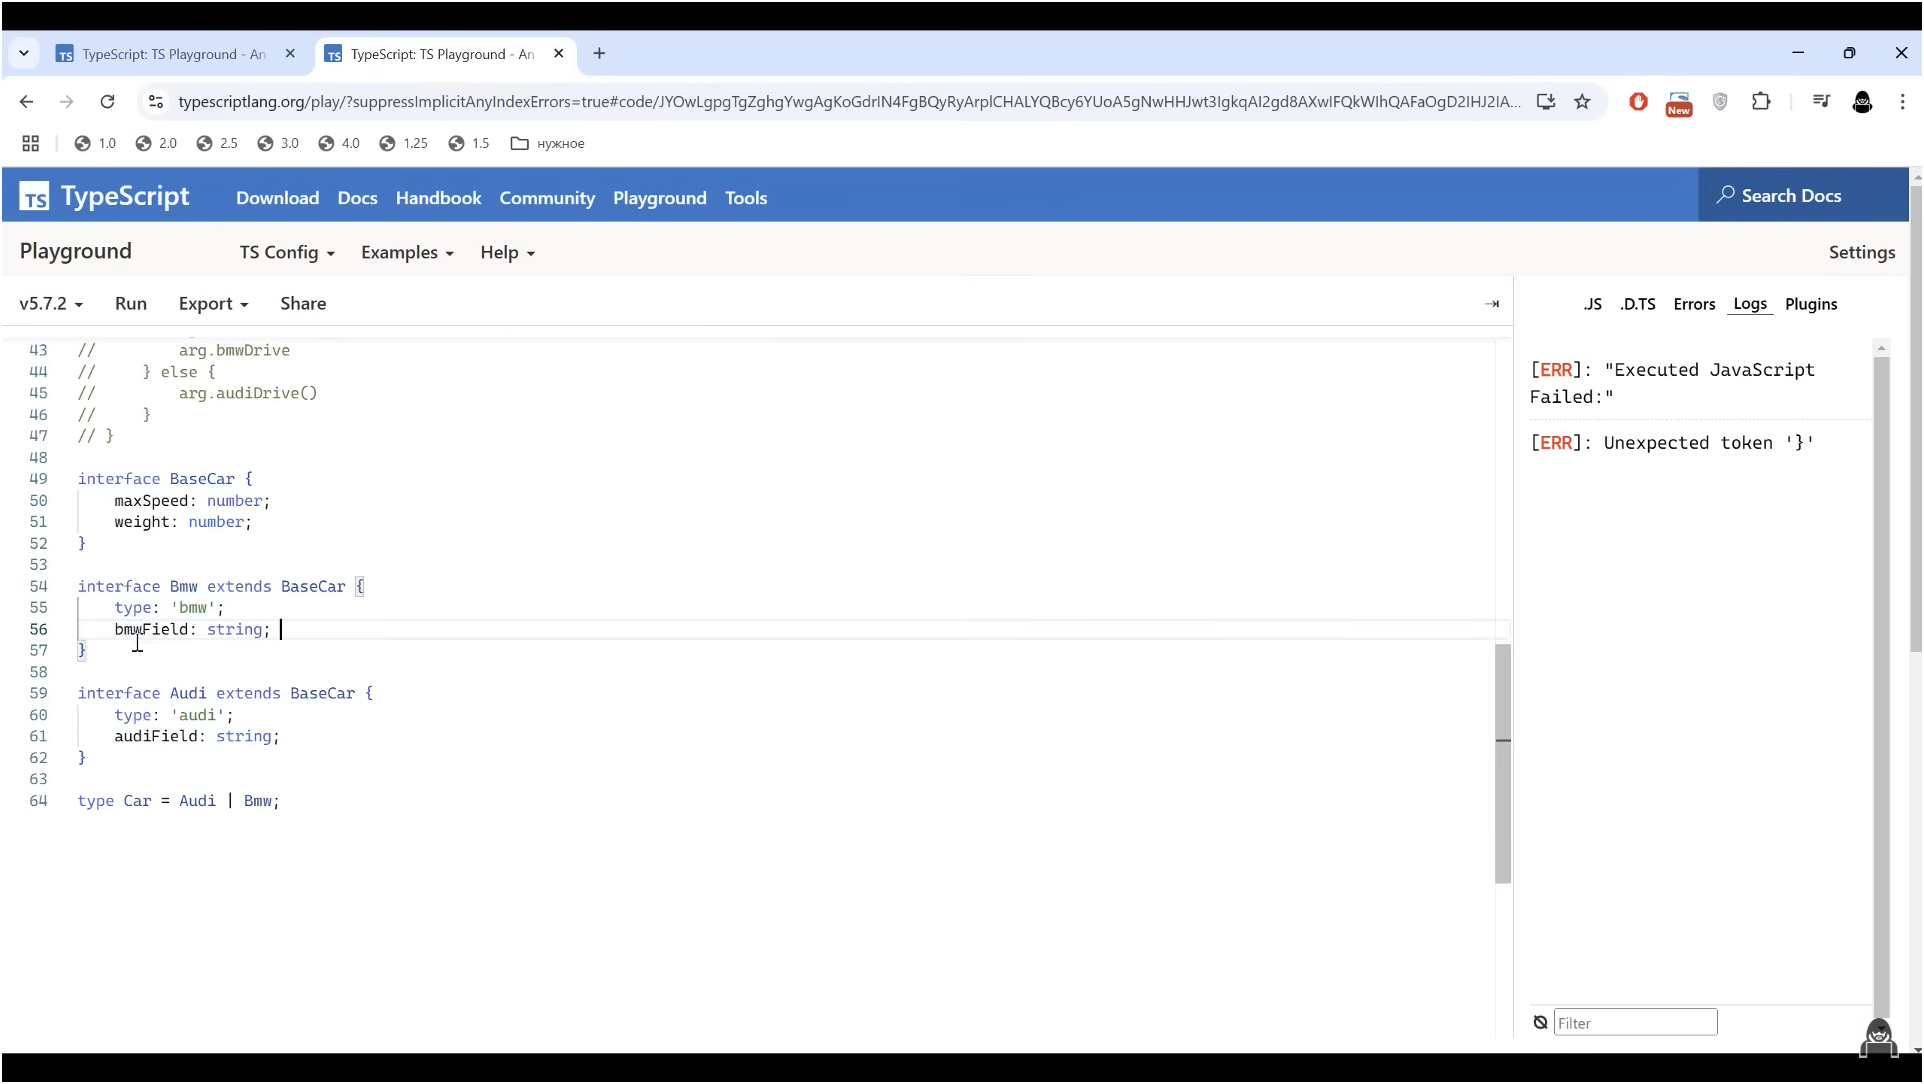 TypeScript: TS Playground - An
TypeScript: TS Playground - An
typescriptlang.org/play/?suppressImplicitAnyIndexErrors=true#code/JYOwLgpgTgZghgYwgAgKoGdrIN4FgBQyRyArplCHALYQBcy6YUoA5gNwHHJwt3IgkqAI2gd8AXwIFQkWIhQAFaOgD2IHJ2IA...
New
1.0 2.0 2.5 3.0 4.0 1.25 1.5 нужное
TS TypeScript Download Docs Handbook Community Playground Tools Search Docs
Playground TS Config Examples Help Settings
v5.7.2 Run Export Share .JS .D.TS Errors Logs Plugins
43 // arg.bmwDrive
44 // } else {
45 // arg.audiDrive()
46 // }
47 // }
48
49 interface BaseCar {
50 maxSpeed: number;
51 weight: number;
52 }
53
54 interface Bmw extends BaseCar {
55 type: 'bmw';
56 bmwField: string;
57 }
58
59 interface Audi extends BaseCar {
60 type: 'audi';
61 audiField: string;
62 }
63
64 type Car = Audi | Bmw;
[ERR]: "Executed JavaScript
Failed:"
[ERR]: Unexpected token '}'
Filter